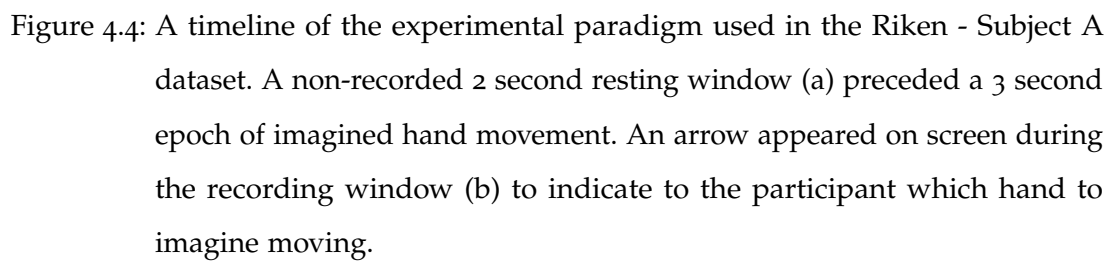 Figure 4.4: A timeline of the experimental paradigm used in the Riken - Subject A
dataset. A non-recorded 2 second resting window (a) preceded a 3 second
epoch of imagined hand movement. An arrow appeared on screen during
the recording window (b) to indicate to the participant which hand to
imagine moving.